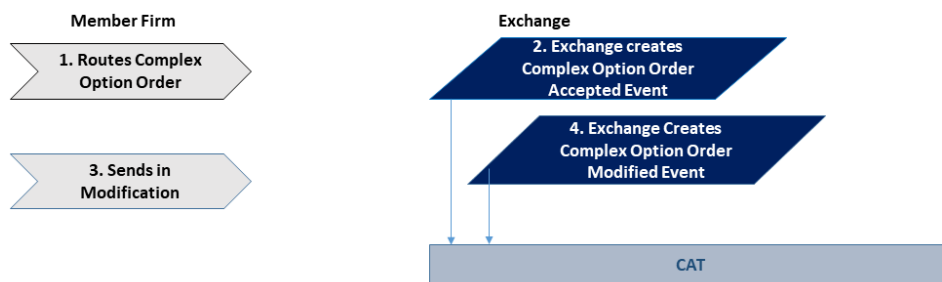 Member Firm
Exchange
1. Routes Complex
Option Order
2. Exchange creates
Complex Option Order
Accepted Event
3. Sends in
Modification
4. Exchange Creates
Complex Option Order
Modified Event
CAT